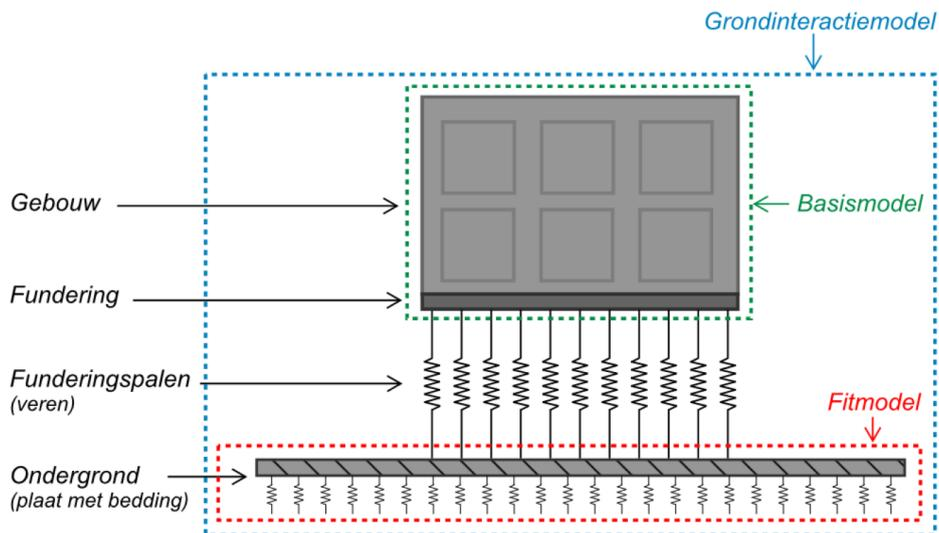 Grondinteractiemodel
Gebouw
Basismodel
Fundering
Funderingspalen
(veren)
Fitmodel
Ondergrond
(plaat met bedding)